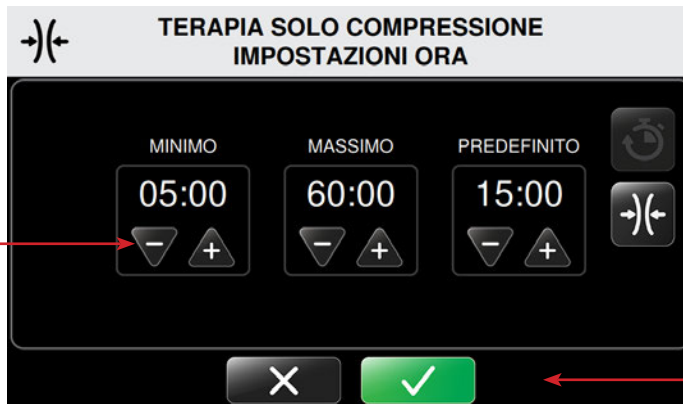 TERAPIA SOLO COMPRESSIONE
IMPOSTAZIONI ORA
MINIMO MASSIMO PREDEFINITO
05:00 60:00 15:00
- + - + - +